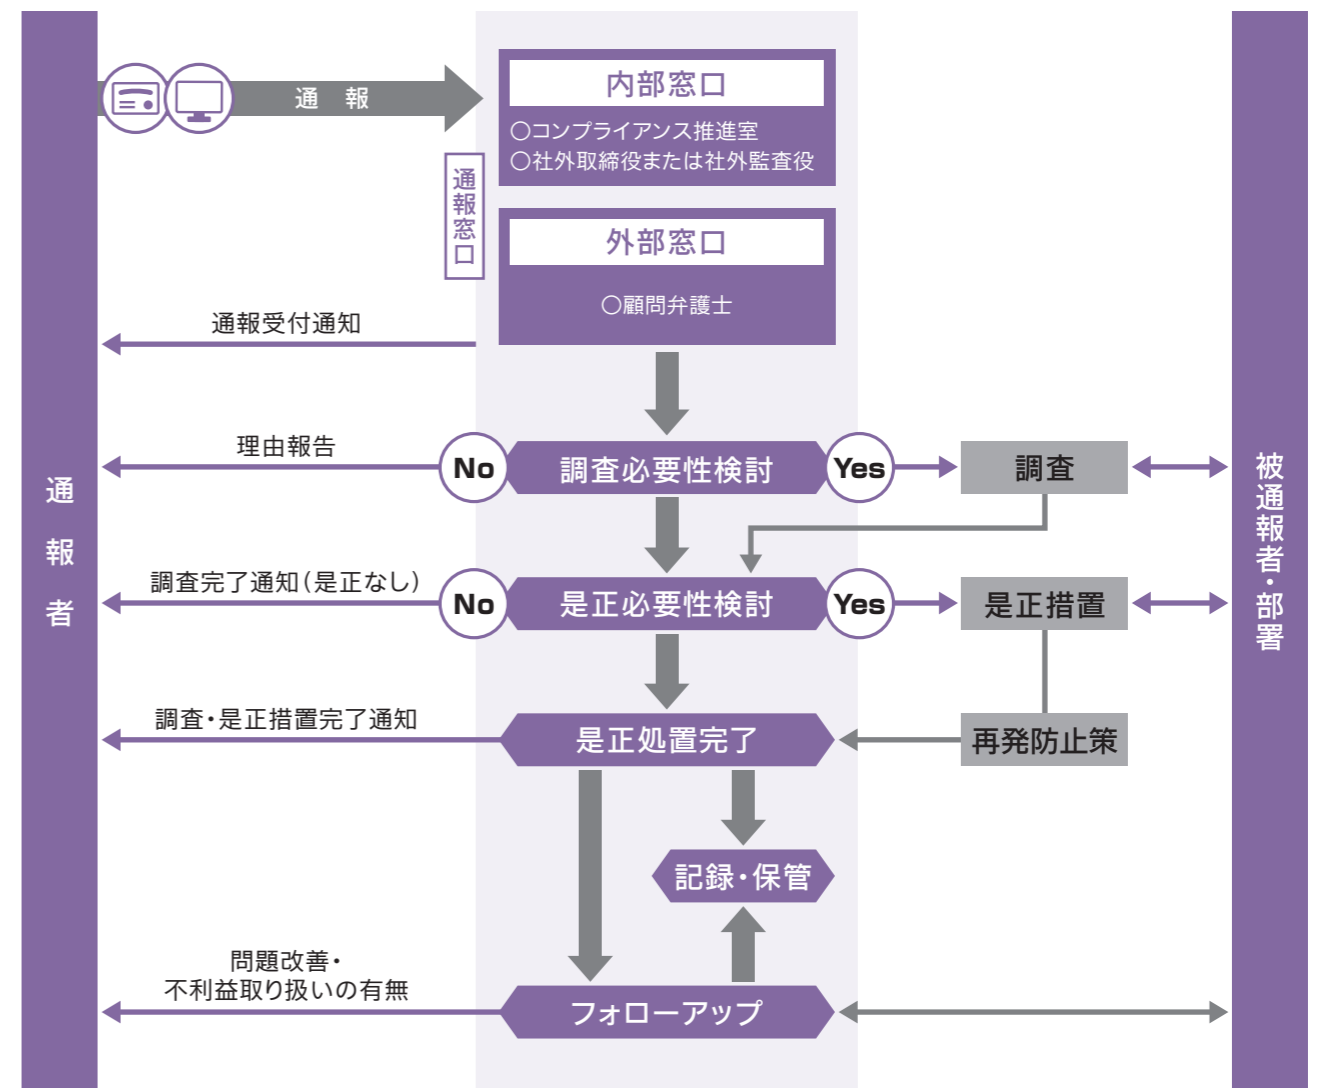 通　報
内部窓口
○コンプライアンス推進室
○社外取締役または社外監査役
通報窓口
外部窓口
○顧問弁護士
通報受付通知
理由報告
No
調査必要性検討
Yes
調査
通報者
被通報者・部署
調査完了通知（是正なし）
No
是正必要性検討
Yes
是正措置
調査・是正措置完了通知
是正処置完了
再発防止策
記録・保管
問題改善・
不利益取り扱いの有無
フォローアップ